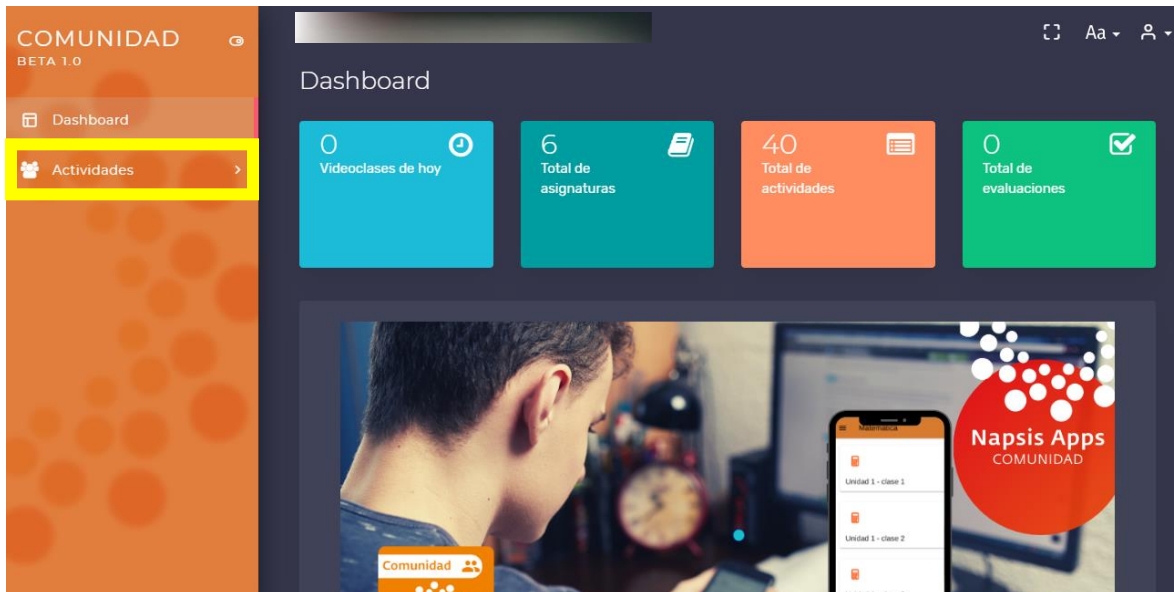 COMUNIDAD
BETA 1.0
Aa
Dashboard
Dashboard
Actividades
0
Videoclases de hoy
6
Total de
asignaturas
40
Total de
actividades
0
Total de
evaluaciones
Matemática
Unidad 1 - clase 1
Unidad 1 - clase 2
Napsis Apps
COMUNIDAD
Comunidad